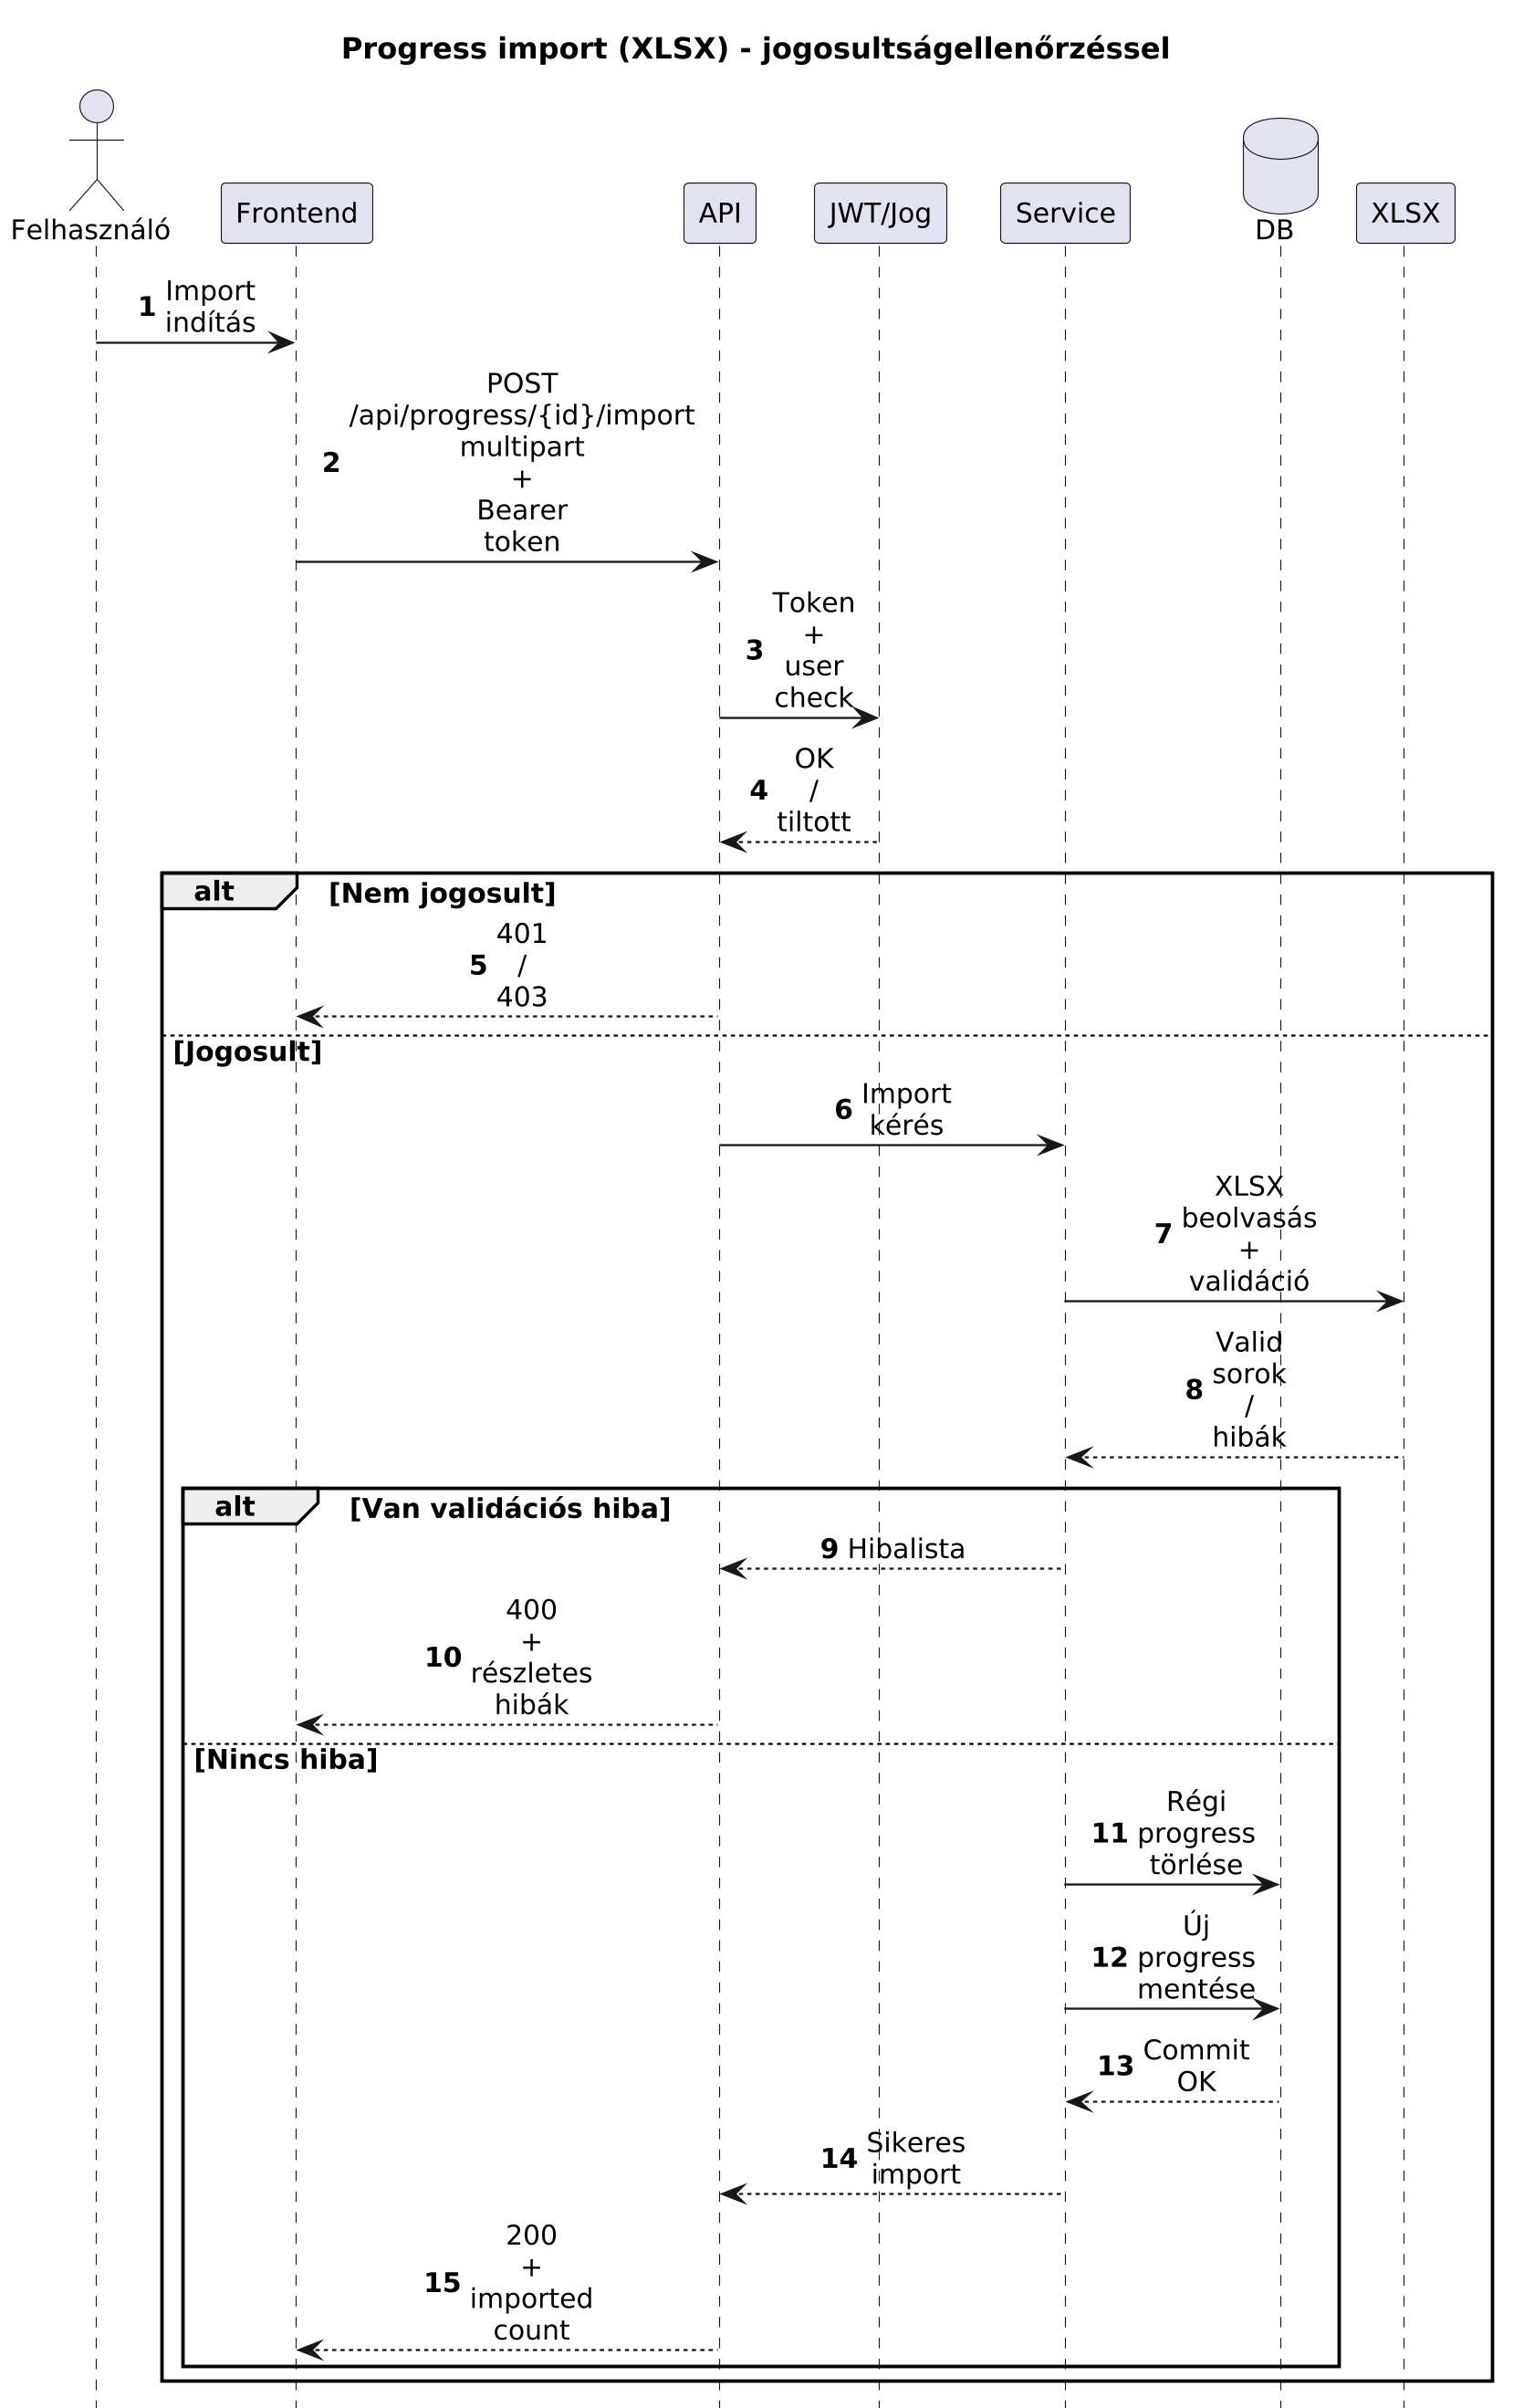 Progress import (XLSX) - jogosultságellenőrzéssel
Felhasználó
Frontend
API
JWT/Jog
Service
DB
XLSX
1 Import
indítás
POST
/api/progress/{id}/import
multipart
2
+
Bearer
token
Token
+
3
user
check
OK
4 /
tiltott
alt [Nem jogosult]
401
5 /
403
[Jogosult]
6 Import
kérés
XLSX
7 beolvasás
+
validáció
Valid
8 sorok
/
hibák
alt [Van validációs hiba]
9 Hibalista
400
+
10 részletes
hibák
[Nincs hiba]
Régi
11 progress
törlése
Új
12 progress
mentése
13 Commit
OK
14 Sikeres
import
200
+
15 imported
count